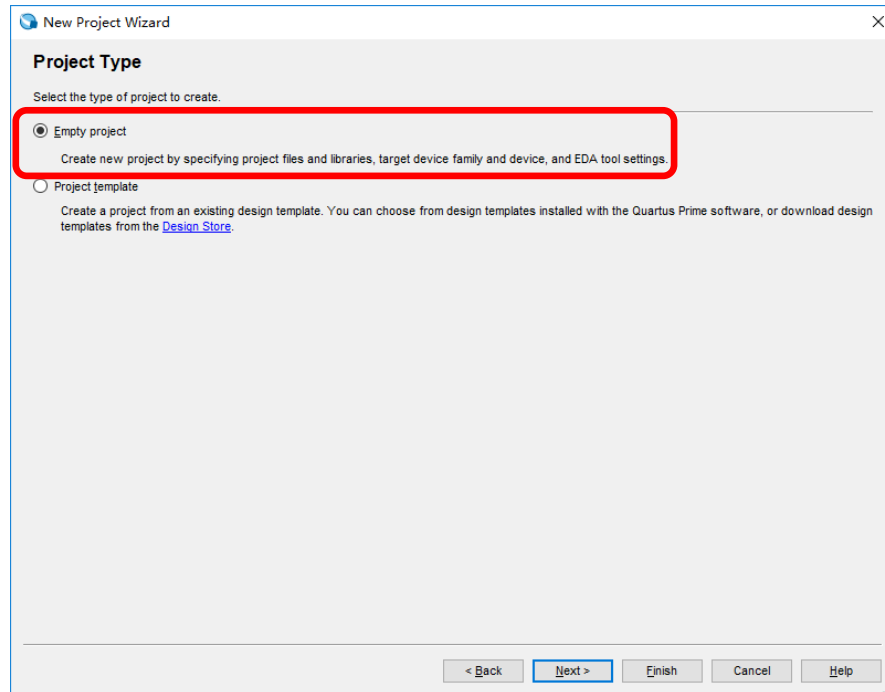 New Project Wizard
Project Type
Select the type of project to create.
Empty project
Create new project by specifying project files and libraries, target device family and device, and EDA tool settings.
Project template
Create a project from an existing design template. You can choose from design templates installed with the Quartus Prime software, or download design
templates from the Design Store.
< Back Next > Finish Cancel Help